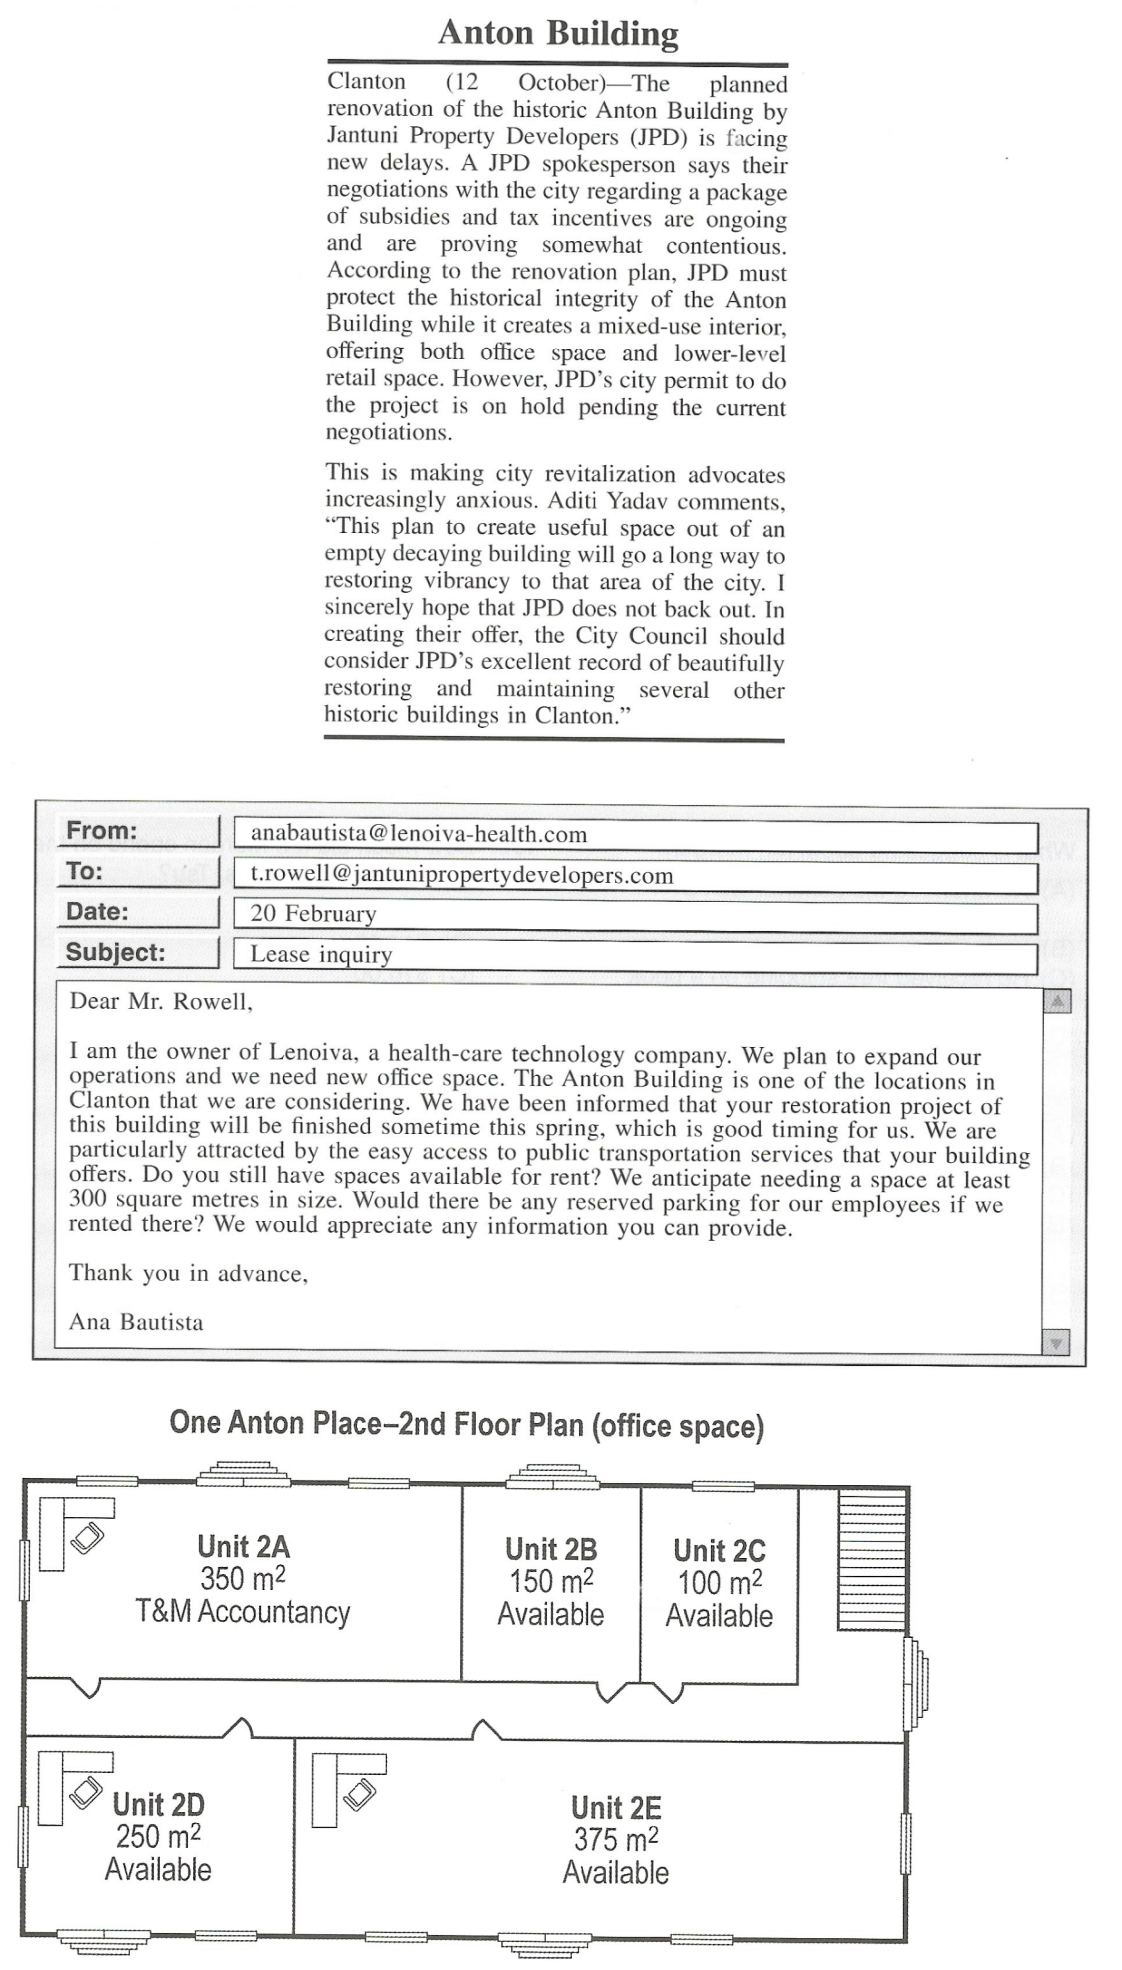 Anton Building
Clanton (12 October)—The planned
renovation of the historic Anton Building by
Jantuni Property Developers (JPD) is facing
new delays. A JPD spokesperson says their
negotiations with the city regarding a package
of subsidies and tax incentives are ongoing
and are proving somewhat contentious.
According to the renovation plan, JPD must
protect the historical integrity of the Anton
Building while it creates a mixed-use interior,
offering both office space and lower-level
retail space. However, JPD's city permit to do
the project is on hold pending the current
negotiations.
This is making city revitalization advocates
increasingly anxious. Aditi Yadav comments,
“This plan to create useful space out of an
empty decaying building will go a long way to
restoring vibrancy to that area of the city. I
sincerely hope that JPD does not back out. In
creating their offer, the City Council should
consider JPD's excellent record of beautifully
restoring and maintaining several other
historic buildings in Clanton.”
From: anabautista@lenoiva-health.com
To: t.rowell@jantunipropertydevelopers.com
Date: 20 February
Subject: Lease inquiry
Dear Mr. Rowell,
I am the owner of Lenoiva, a health-care technology company. We plan to expand our
operations and we need new office space. The Anton Building is one of the locations in
Clanton that we are considering. We have been informed that your restoration project of
this building will be finished sometime this spring, which is good timing for us. We are
particularly attracted by the easy access to public transportation services that your building
offers. Do you still have spaces available for rent? We anticipate needing a space at least
300 square metres in size. Would there be any reserved parking for our employees if we
rented there? We would appreciate any information you can provide.
Thank you in advance,
Ana Bautista
One Anton Place–2nd Floor Plan (office space)
Unit 2A
350 m²
T&M Accountancy
Unit 2B
150 m²
Available
Unit 2C
100 m²
Available
Unit 2D
250 m²
Available
Unit 2E
375 m²
Available